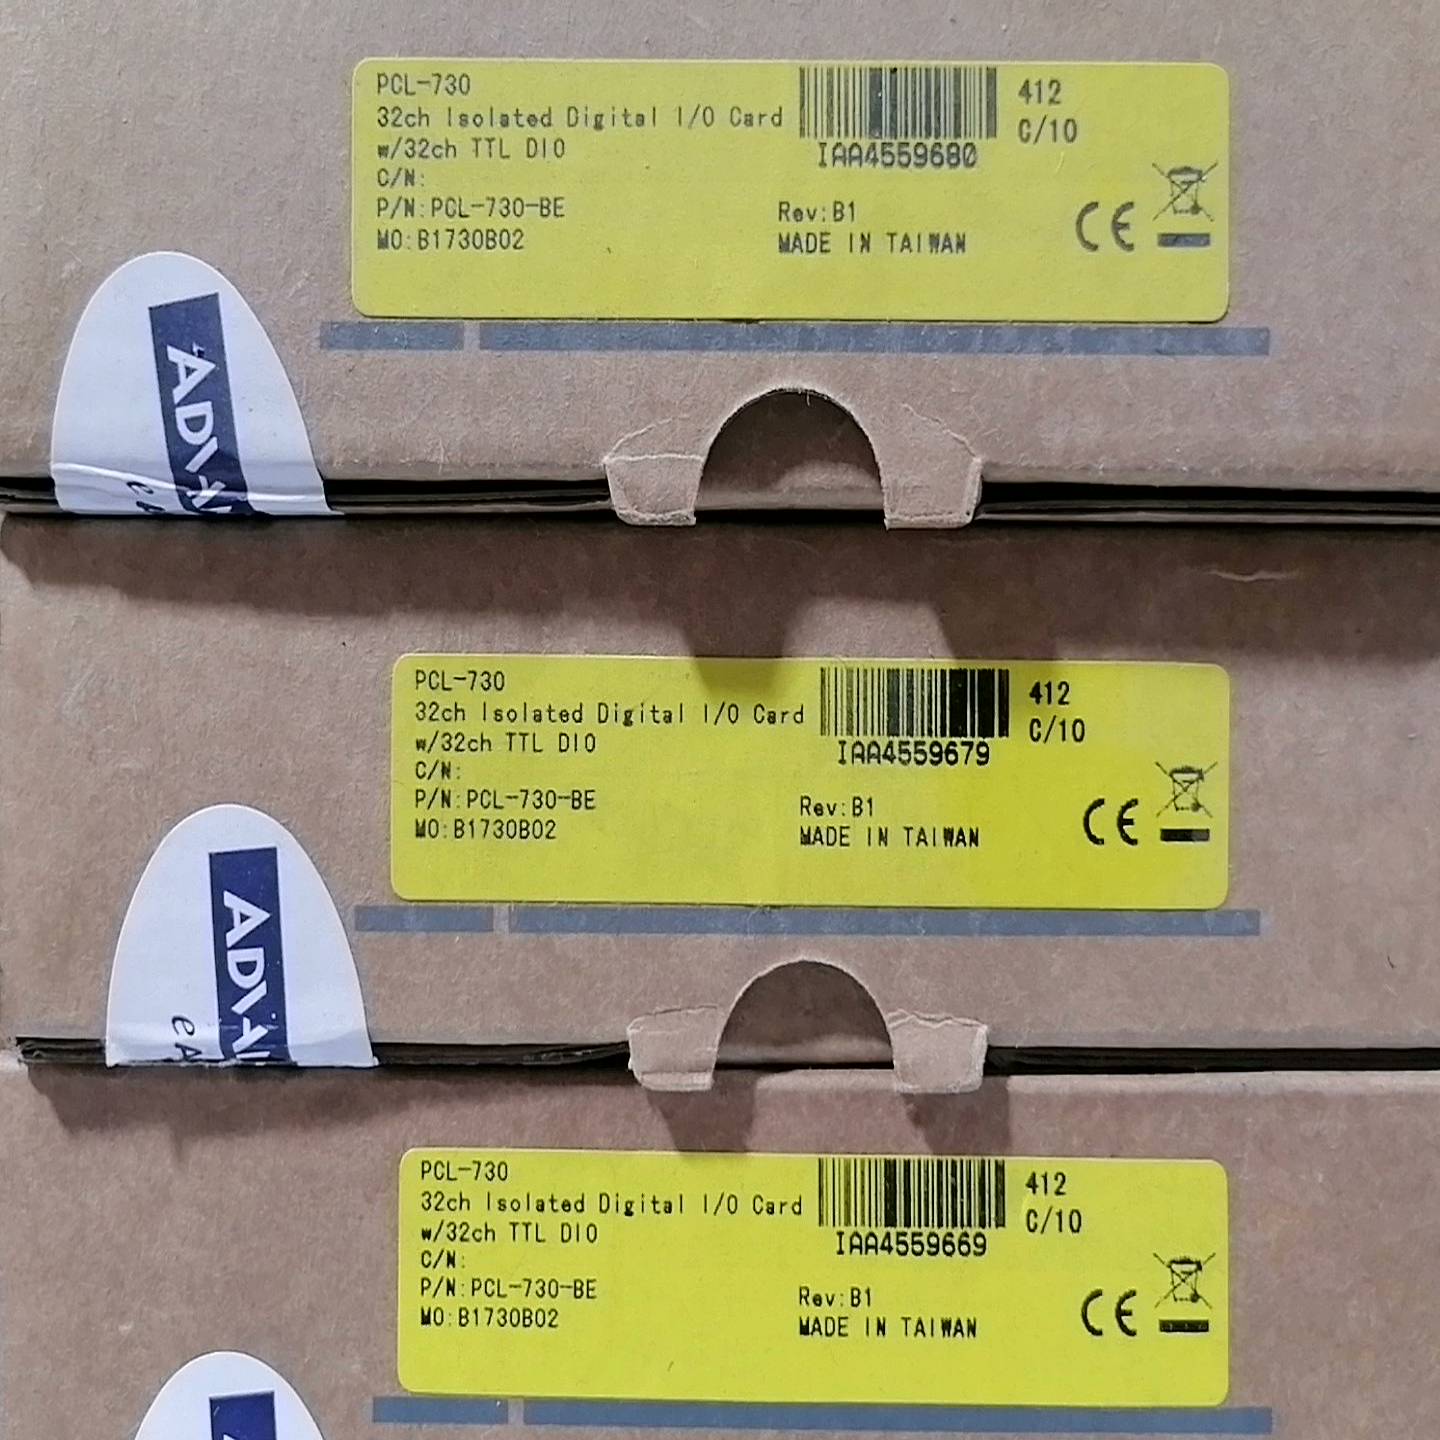 PCL-730
32ch Isolated Digital I/O Card
w/32ch TTL DIO
C/N:
P/N:PCL-730-BE
MO:B1730B02
IAA4559680
412
C/10
Rev:B1
MADE IN TAIWAN
CE
ADVA
e
PCL-730
32ch Isolated Digital I/O Card
w/32ch TTL DIO
C/N:
P/N:PCL-730-BE
MO:B1730B02
IAA4559679
412
C/10
Rev:B1
MADE IN TAIWAN
CE
ADVA
eA
PCL-730
32ch Isolated Digital I/O Card
w/32ch TTL DIO
C/N:
P/N:PCL-730-BE
MO:B1730B02
IAA4559669
412
C/10
Rev:B1
MADE IN TAIWAN
CE